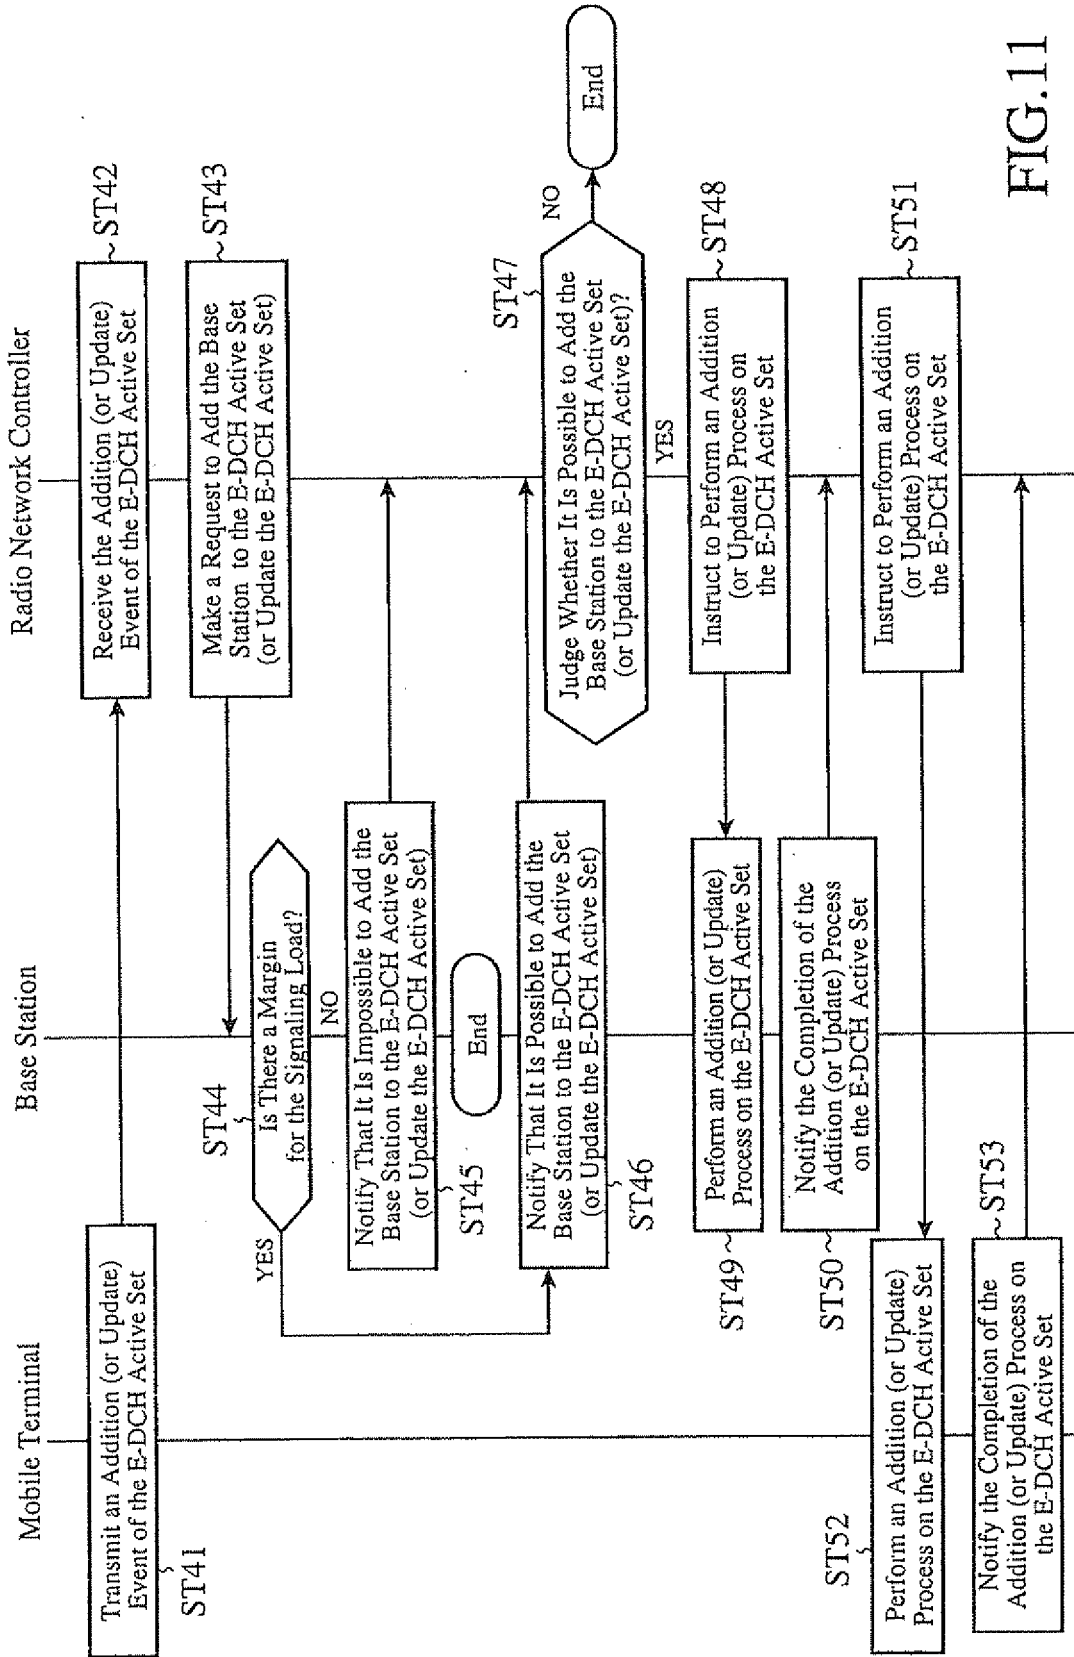 Mobile Terminal
Base Station
Radio Network Controller
Transmit an Addition (or Update)
Event of the E-DCH Active Set
ST41
Receive the Addition (or Update)
Event of the E-DCH Active Set
ST42
Make a Request to Add the Base
Station to the E-DCH Active Set
(or Update the E-DCH Active Set)
ST43
ST44
Is There a Margin
for the Signaling Load?
YES
NO
Notify That It Is Impossible to Add the
Base Station to the E-DCH Active Set
(or Update the E-DCH Active Set)
ST45
End
Notify That It Is Possible to Add the
Base Station to the E-DCH Active Set
(or Update the E-DCH Active Set)
ST46
ST47
Judge Whether It Is Possible to Add the
Base Station to the E-DCH Active Set
(or Update the E-DCH Active Set)?
NO
End
YES
Instruct to Perform an Addition
(or Update) Process on
the E-DCH Active Set
ST48
Perform an Addition (or Update)
Process on the E-DCH Active Set
ST49
Notify the Completion of the
Addition (or Update) Process
on the E-DCH Active Set
ST50
Instruct to Perform an Addition
(or Update) Process on
the E-DCH Active Set
ST51
ST52
Perform an Addition (or Update)
Process on the E-DCH Active Set
ST53
Notify the Completion of the
Addition (or Update) Process on
the E-DCH Active Set
FIG.11